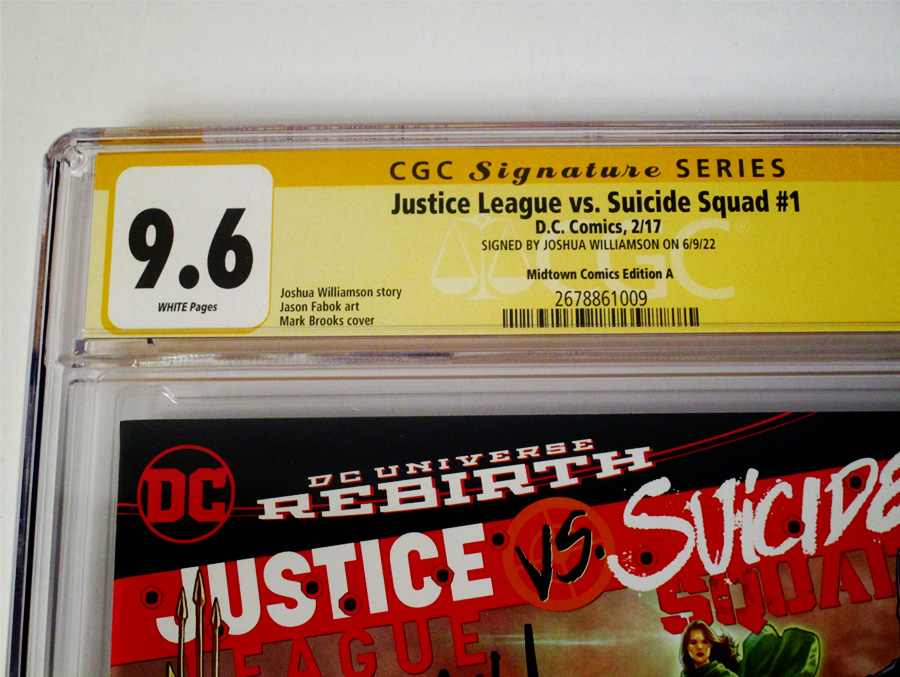 CGC Signature SERIES
9.6
WHITE Pages
Justice League vs. Suicide Squad #1
D.C. Comics, 2/17
SIGNED BY JOSHUA WILLIAMSON ON 6/9/22
Midtown Comics Edition A
Joshua Williamson story
Jason Fabok art
Mark Brooks cover
2678861009
CGC®
DC
DC UNIVERSE
REBIRTH
JUSTICE
LEAGUE
VS.
SUiCiDE
SQUAD